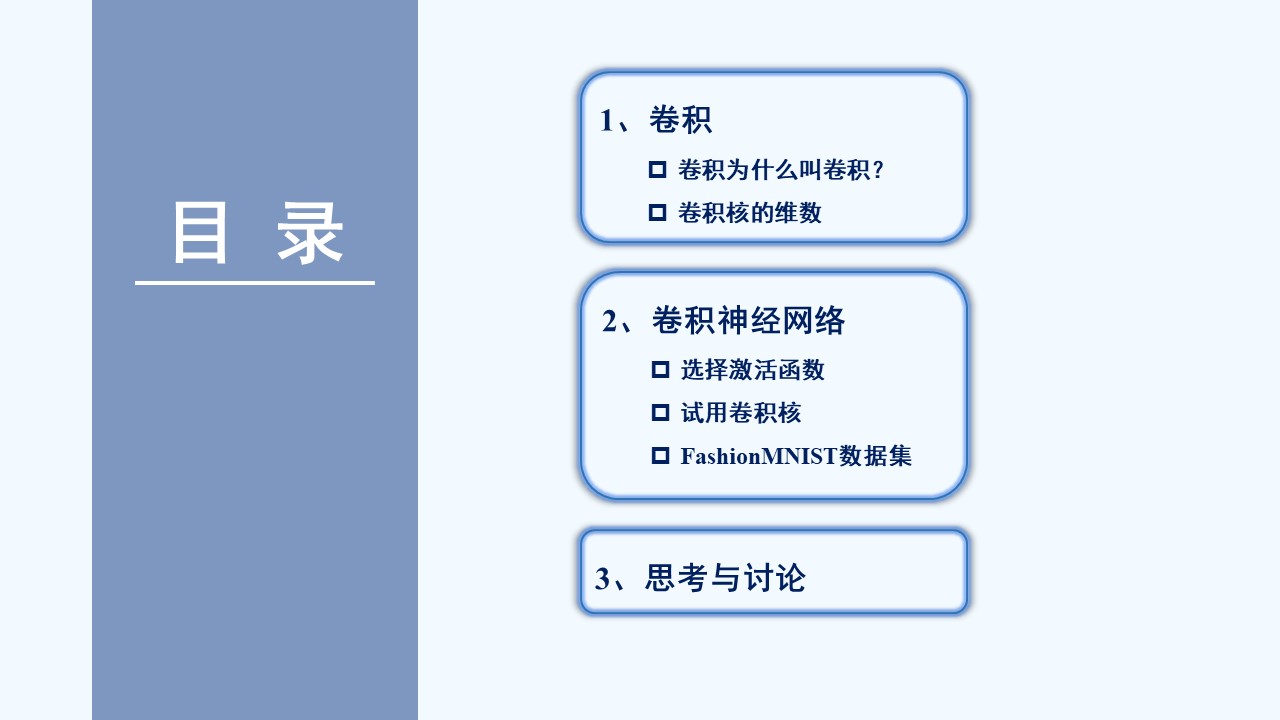 目 录
1、卷积
卷积为什么叫卷积？
卷积核的维数
2、卷积神经网络
选择激活函数
试用卷积核
FashionMNIST数据集
3、思考与讨论